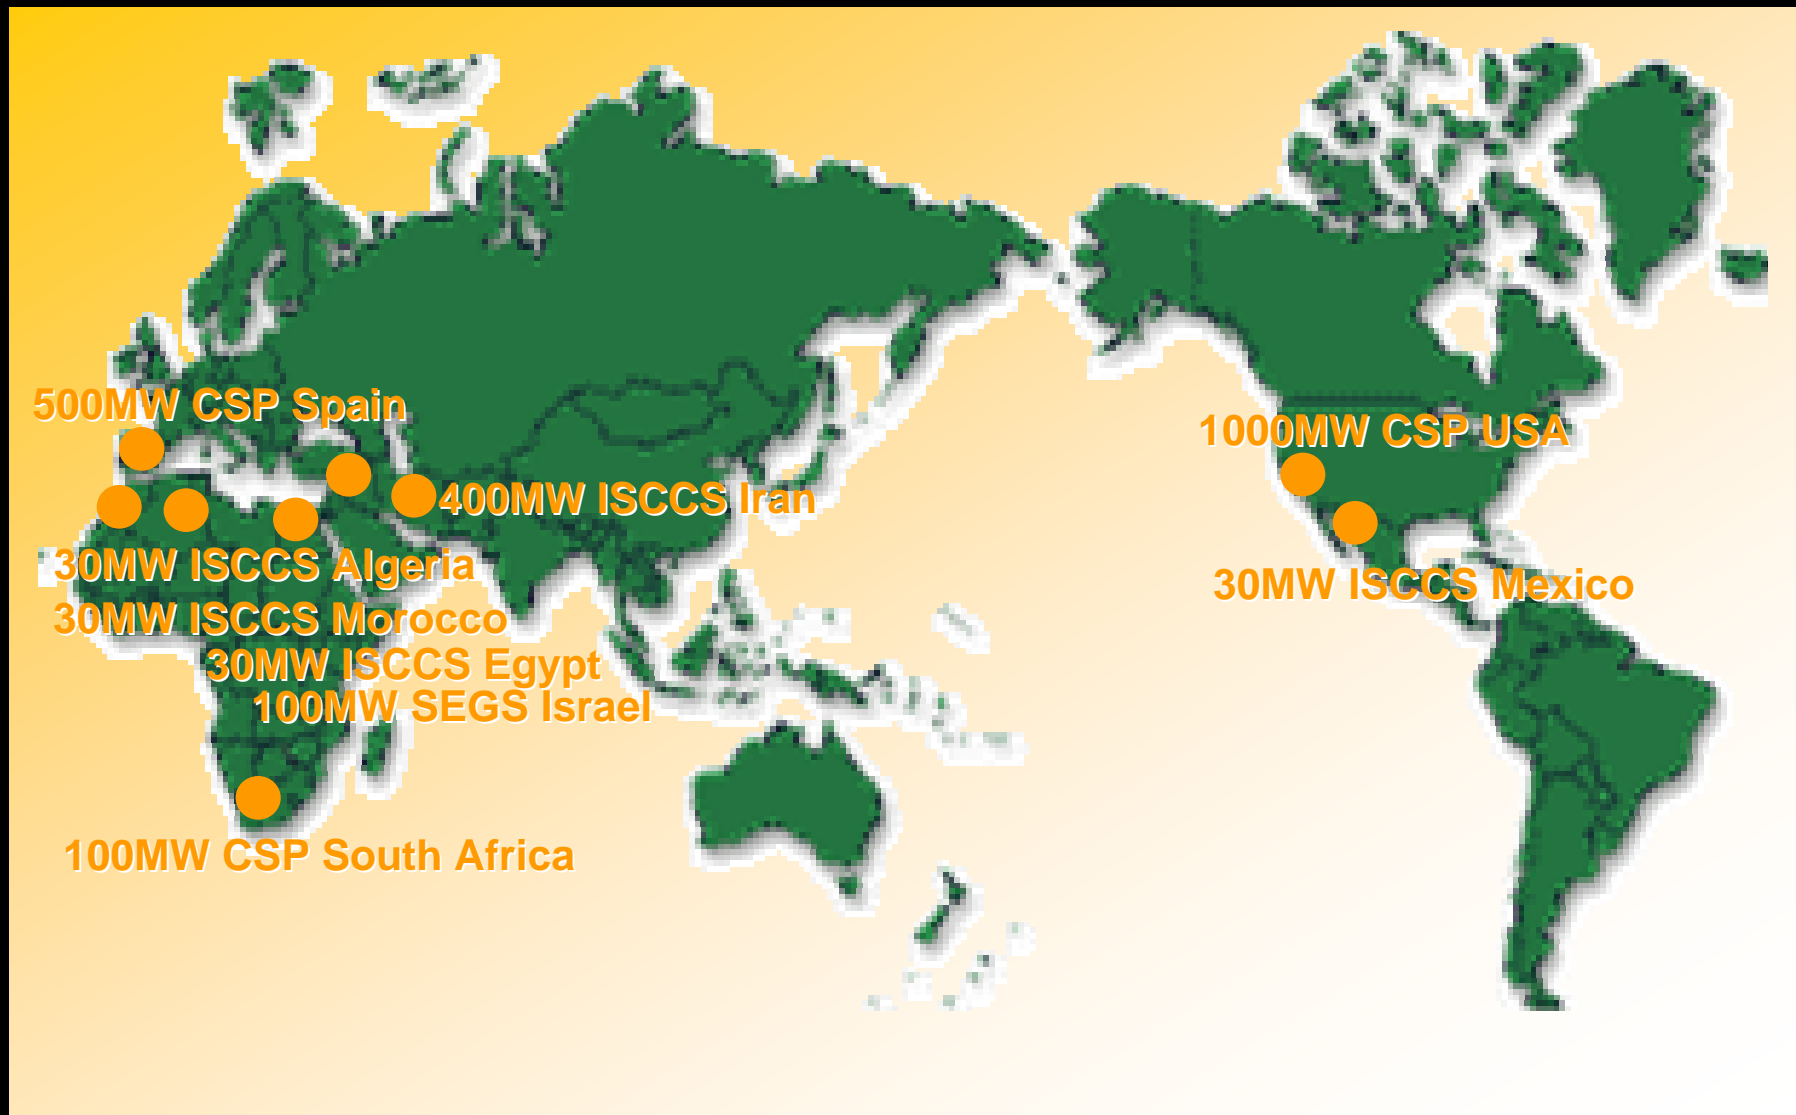 500MW CSP Spain
1000MW CSP USA
400MW ISCCS Iran
30MW ISCCS Algeria
30MW ISCCS Mexico
30MW ISCCS Morocco
30MW ISCCS Egypt
100MW SEGS Israel
100MW CSP South Africa